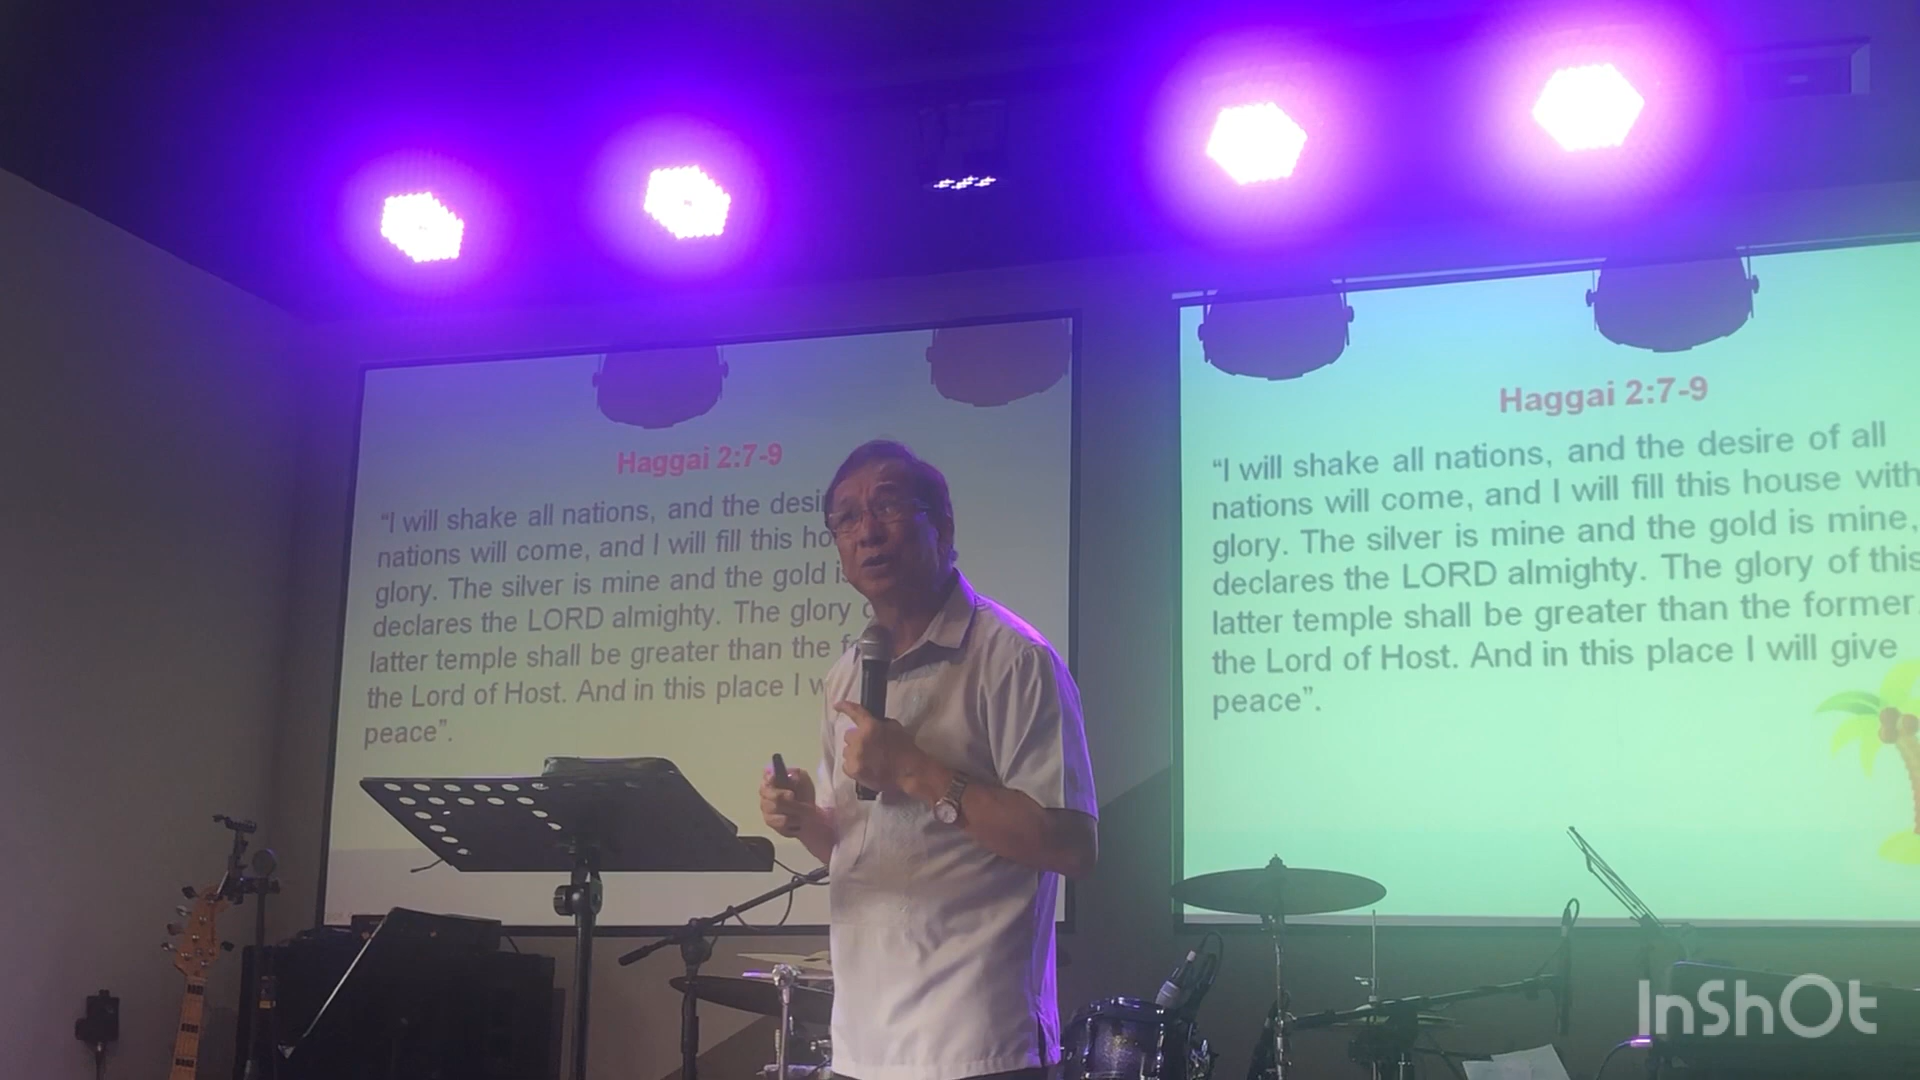 Haggai 2:7-9
“I will shake all nations, and the desi
nations will come, and I will fill this ho
glory. The silver is mine and the gold is
declares the LORD almighty. The glory o
latter temple shall be greater than the f
the Lord of Host. And in this place I w
peace”.
Haggai 2:7-9
“I will shake all nations, and the desire of all
nations will come, and I will fill this house with
glory. The silver is mine and the gold is mine,
declares the LORD almighty. The glory of this
latter temple shall be greater than the former
the Lord of Host. And in this place I will give
peace”.
InShOt